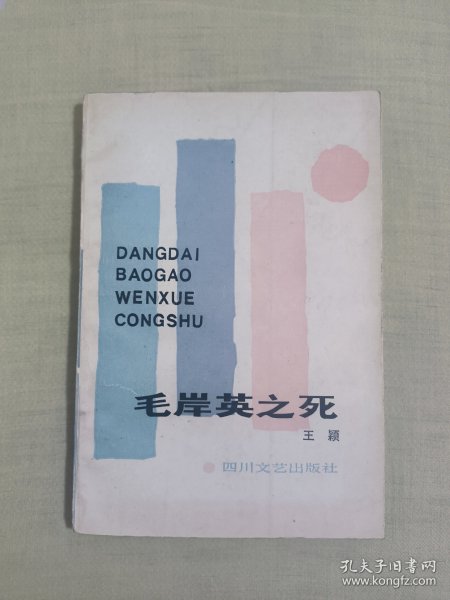 DANGDAI
BAOGAO
WENXUE
CONGSHU
毛岸英之死
王颖
四川文艺出版社
孔夫子旧书网
www.kongfz.com